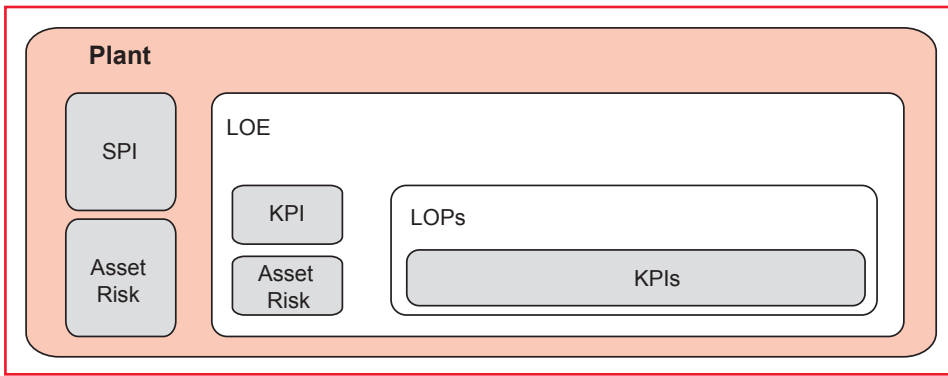 Plant
SPI
Asset
Risk
LOE
KPI
Asset
Risk
LOPs
KPIs